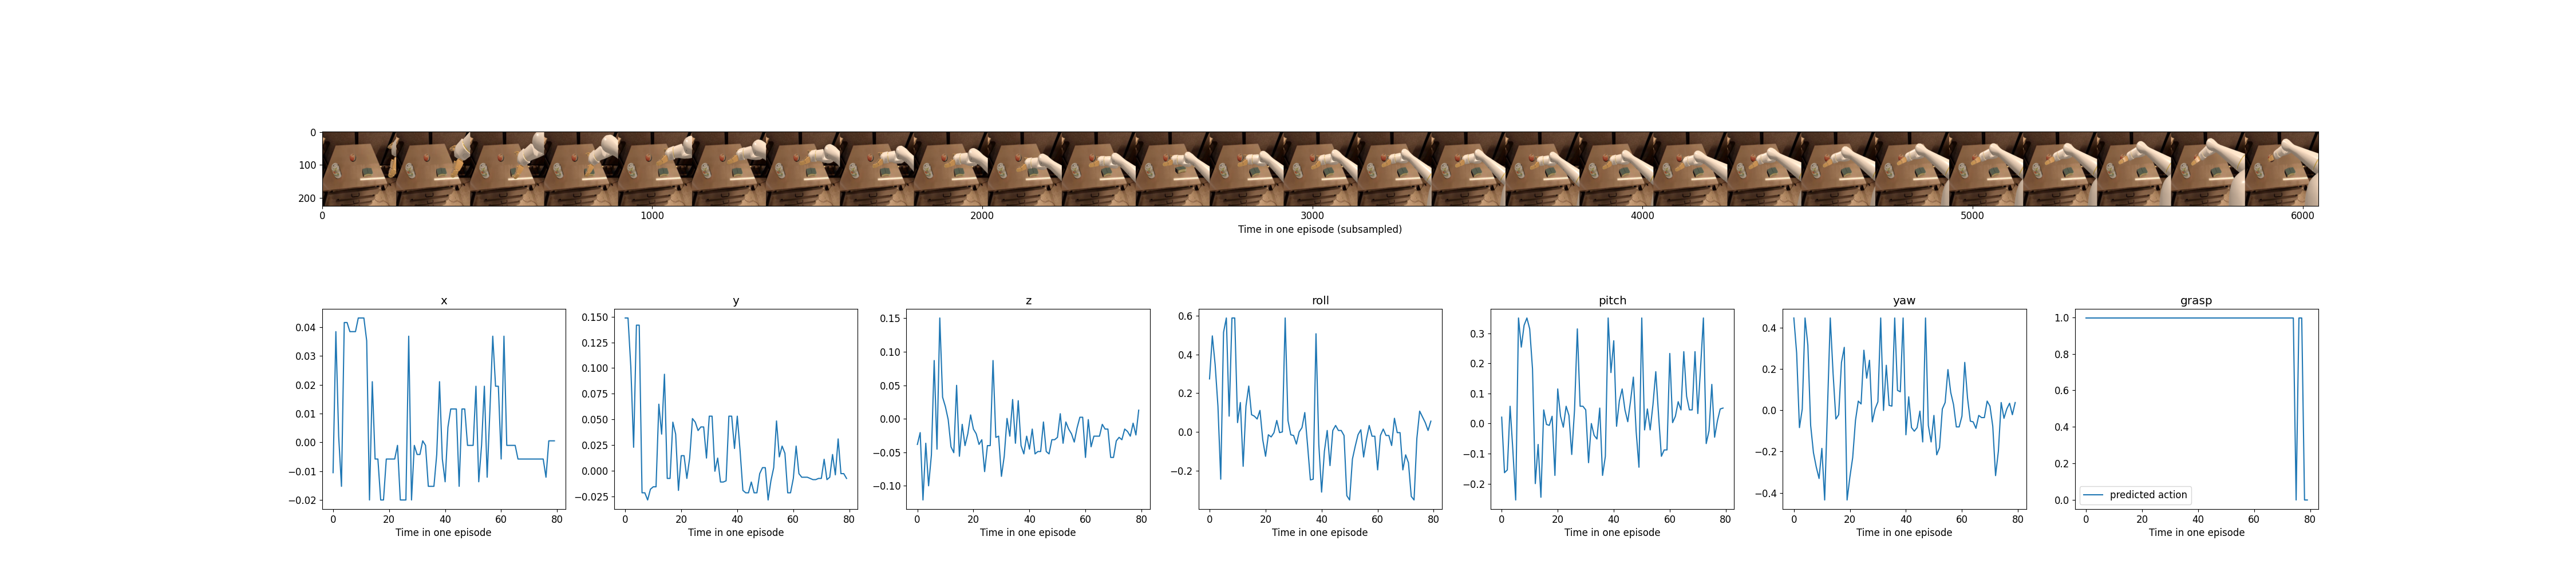 0
100
200
0 1000 2000 3000 4000 5000 6000
Time in one episode (subsampled)
x
0.04
0.03
0.02
0.01
0.00
−0.01
−0.02
0 20 40 60 80
Time in one episode
y
0.150
0.125
0.100
0.075
0.050
0.025
0.000
−0.025
0 20 40 60 80
Time in one episode
z
0.15
0.10
0.05
0.00
−0.05
−0.10
0 20 40 60 80
Time in one episode
roll
0.6
0.4
0.2
0.0
−0.2
0 20 40 60 80
Time in one episode
pitch
0.3
0.2
0.1
0.0
−0.1
−0.2
0 20 40 60 80
Time in one episode
yaw
0.4
0.2
0.0
−0.2
−0.4
0 20 40 60 80
Time in one episode
grasp
1.0
0.8
0.6
0.4
0.2
0.0
predicted action
0 20 40 60 80
Time in one episode